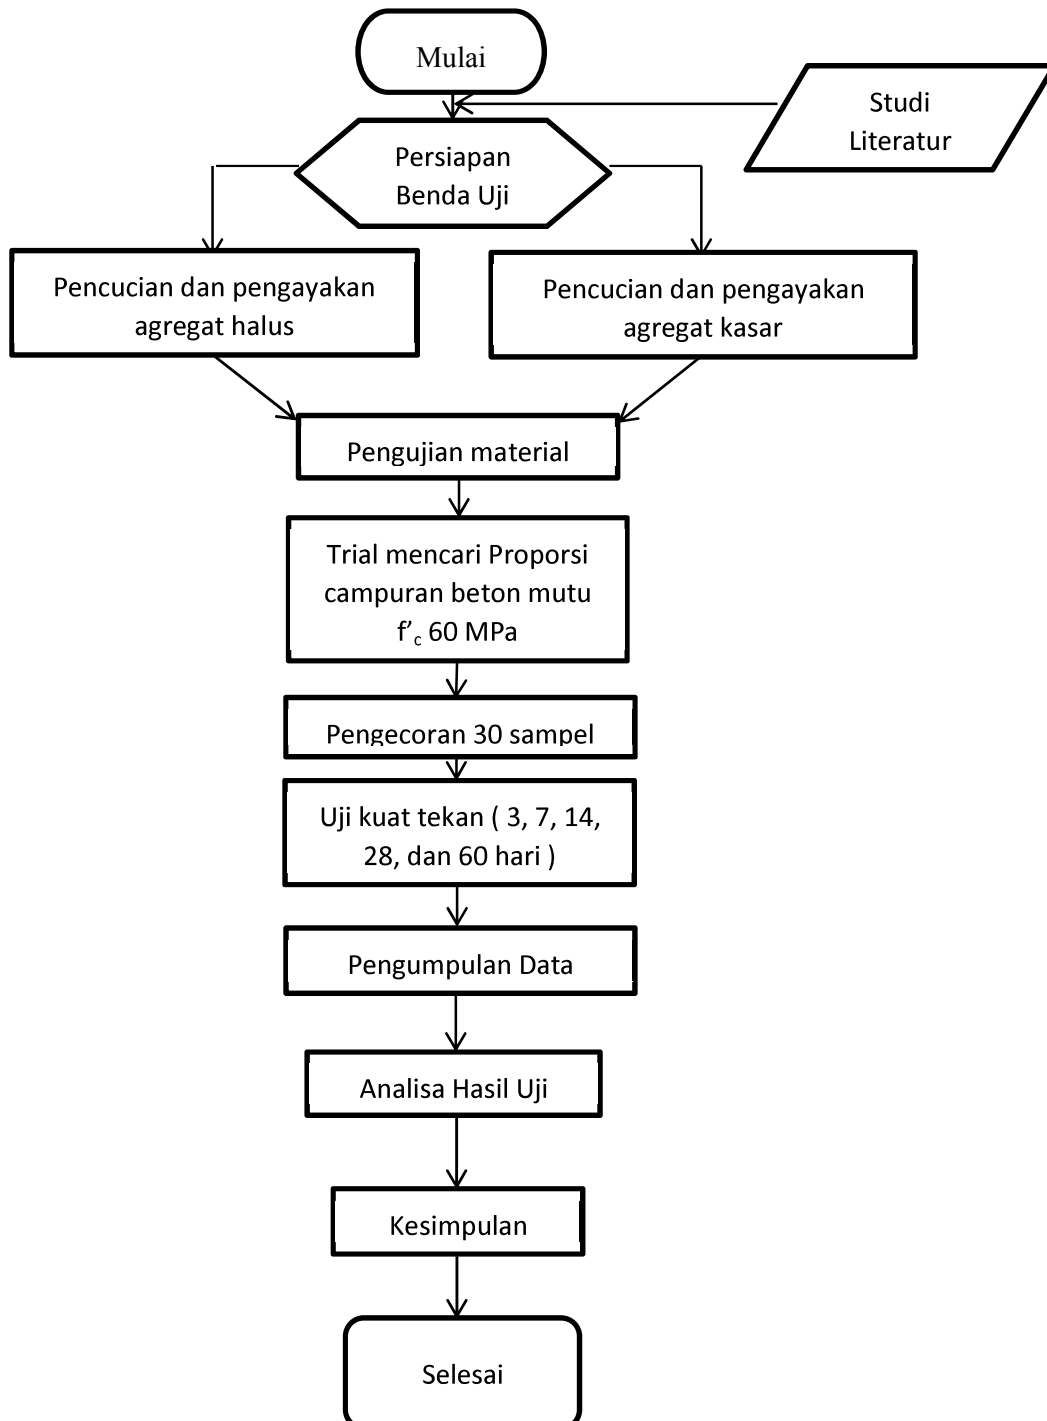 Mulai
Studi
Literatur
Persiapan
Benda Uji
Pencucian dan pengayakan
agregat halus
Pencucian dan pengayakan
agregat kasar
Pengujian material
Trial mencari Proporsi
campuran beton mutu
f’c 60 MPa
Pengecoran 30 sampel
Uji kuat tekan ( 3, 7, 14,
28, dan 60 hari )
Pengumpulan Data
Analisa Hasil Uji
Kesimpulan
Selesai